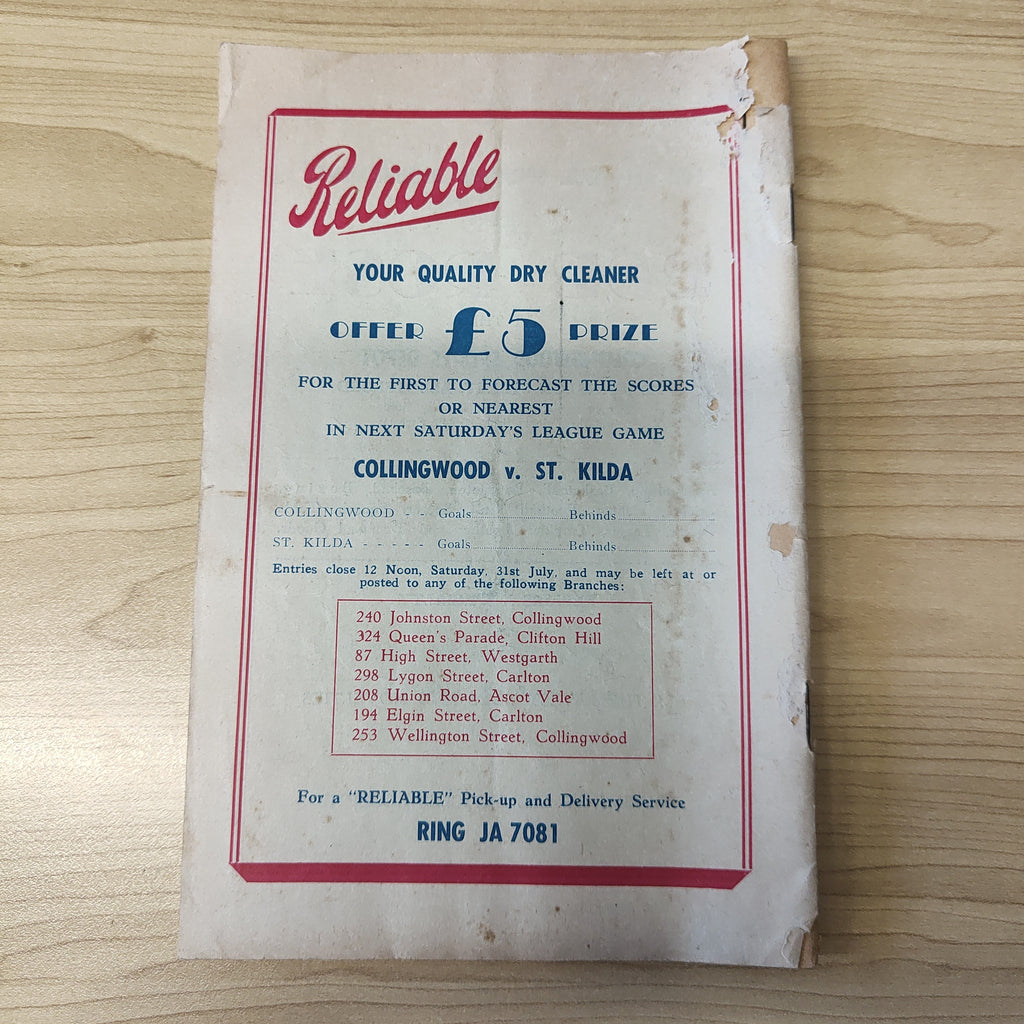 Reliable
YOUR QUALITY DRY CLEANER
OFFER £5 PRIZE
FOR THE FIRST TO FORECAST THE SCORES
OR NEAREST
IN NEXT SATURDAY'S LEAGUE GAME
COLLINGWOOD v. ST. KILDA
COLLINGWOOD - - Goals.............................Behinds.............................
ST. KILDA - - - - - Goals.............................Behinds.............................
Entries close 12 Noon, Saturday, 31st July, and may be left at or
posted to any of the following Branches:
240 Johnston Street, Collingwood
324 Queen's Parade, Clifton Hill
87 High Street, Westgarth
298 Lygon Street, Carlton
208 Union Road, Ascot Vale
194 Elgin Street, Carlton
253 Wellington Street, Collingwood
For a "RELIABLE" Pick-up and Delivery Service
RING JA 7081